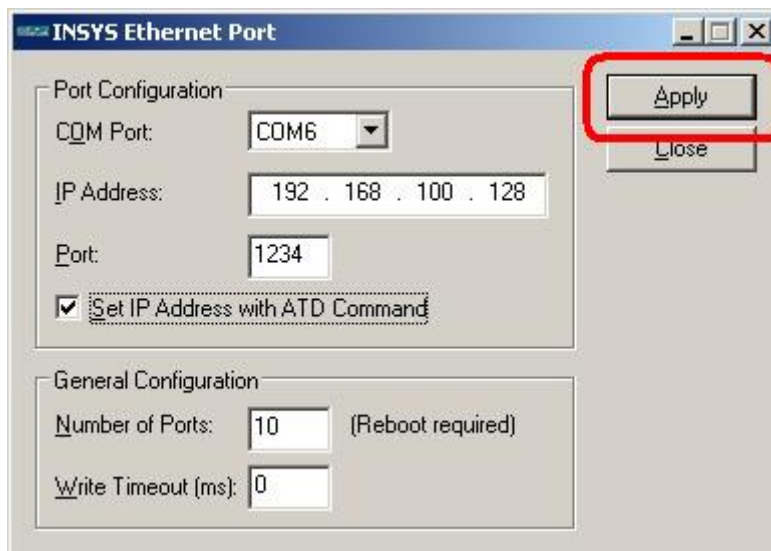 INSYS Ethernet Port
Port Configuration
COM Port: COM6
IP Address: 192 . 168 . 100 . 128
Port: 1234
Set IP Address with ATD Command
General Configuration
Number of Ports: 10 (Reboot required)
Write Timeout (ms): 0
Apply
Close